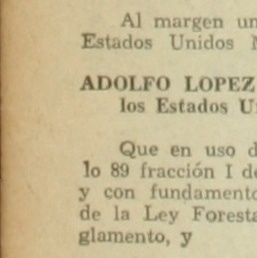 Al margen un
Estados Unidos M
ADOLFO LOPEZ
los Estados U
Que en uso d
lo 89 fracción I de
y con fundamento
de la Ley Foresta
glamento, y